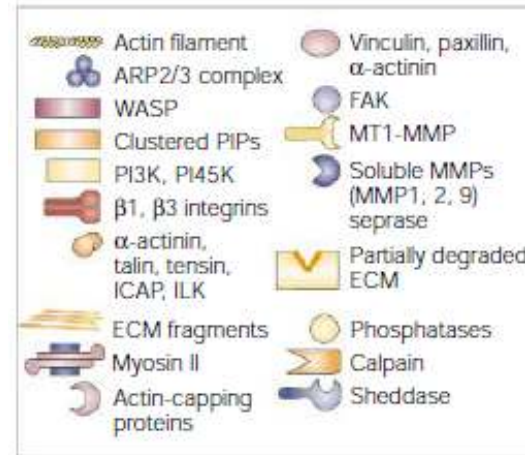 Actin filament
ARP2/3 complex
WASP
Clustered PIPs
PI3K, PI45K
β1, β3 integrins
α-actinin,
talin, tensin,
ICAP, ILK
ECM fragments
Myosin II
Actin-capping
proteins
Vinculin, paxillin,
α-actinin
FAK
MT1-MMP
Soluble MMPs
(MMP1, 2, 9)
seprase
Partially degraded
ECM
Phosphatases
Calpain
Sheddase